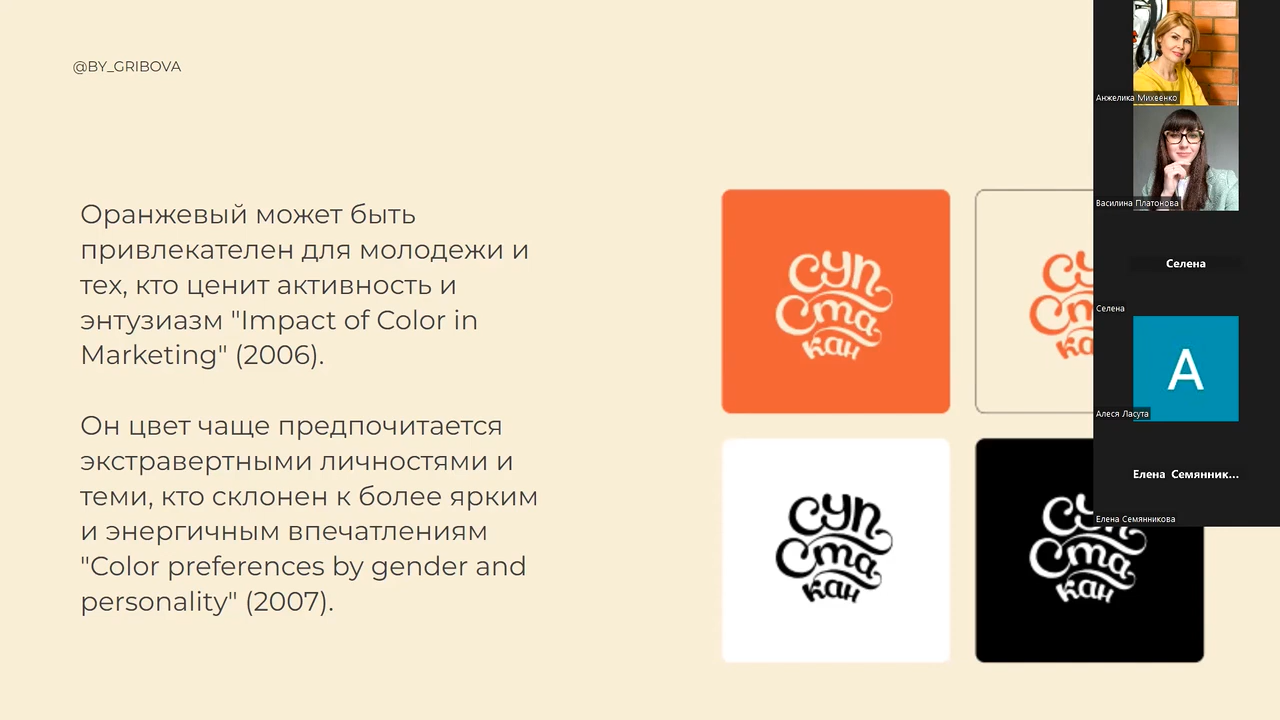 @BY_GRIBOVA
Оранжевый может быть
привлекателен для молодежи и
тех, кто ценит активность и
энтузиазм "Impact of Color in
Marketing" (2006).
Он цвет чаще предпочитается
экстравертными личностями и
теми, кто склонен к более ярким
и энергичным впечатлениям
"Color preferences by gender and
personality" (2007).
суп
Ста
кан
су
Ста
ка
суп
Ста
кан
суп
Ста
кан
Анжелика Михеенко
Василина Платонова
Селена
Селена
A
Алеся Ласута
Елена Семянник...
Елена Семянникова